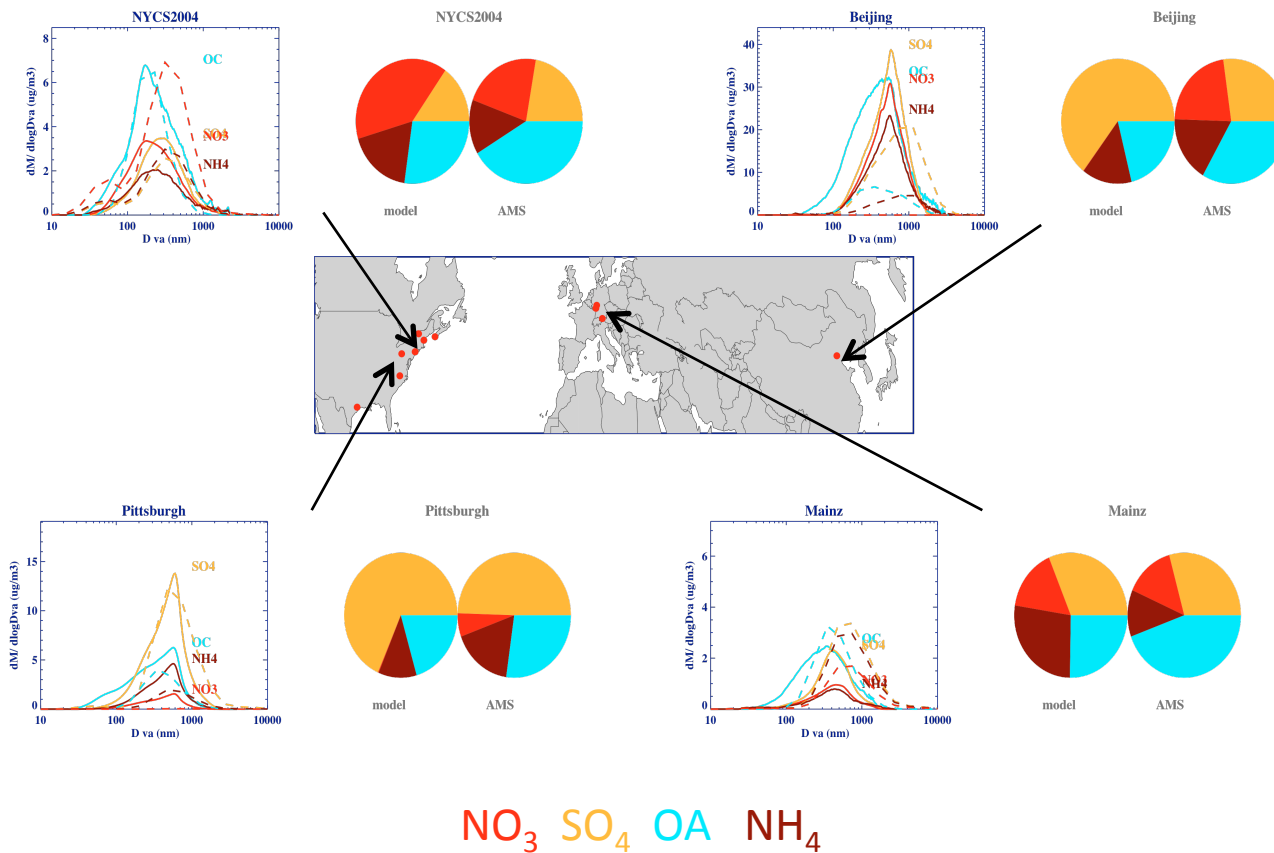 NYCS2004
NYCS2004
Beijing
Beijing
dM/ dlogDva (ug/m3)
8
6
4
2
0
OC
SO4
NO3
NH4
10
100
1000
10000
D va (nm)
model
AMS
dM/ dlogDva (ug/m3)
40
30
20
10
0
SO4
OC
NO3
NH4
10
100
1000
10000
D va (nm)
model
AMS
Pittsburgh
Pittsburgh
Mainz
Mainz
dM/ dlogDva (ug/m3)
15
10
5
0
SO4
OC
NH4
NO3
10
100
1000
10000
D va (nm)
model
AMS
dM/ dlogDva (ug/m3)
6
4
2
0
OC
SO4
NO3
NH4
10
100
1000
10000
D va (nm)
model
AMS
NO3 SO4 OA NH4